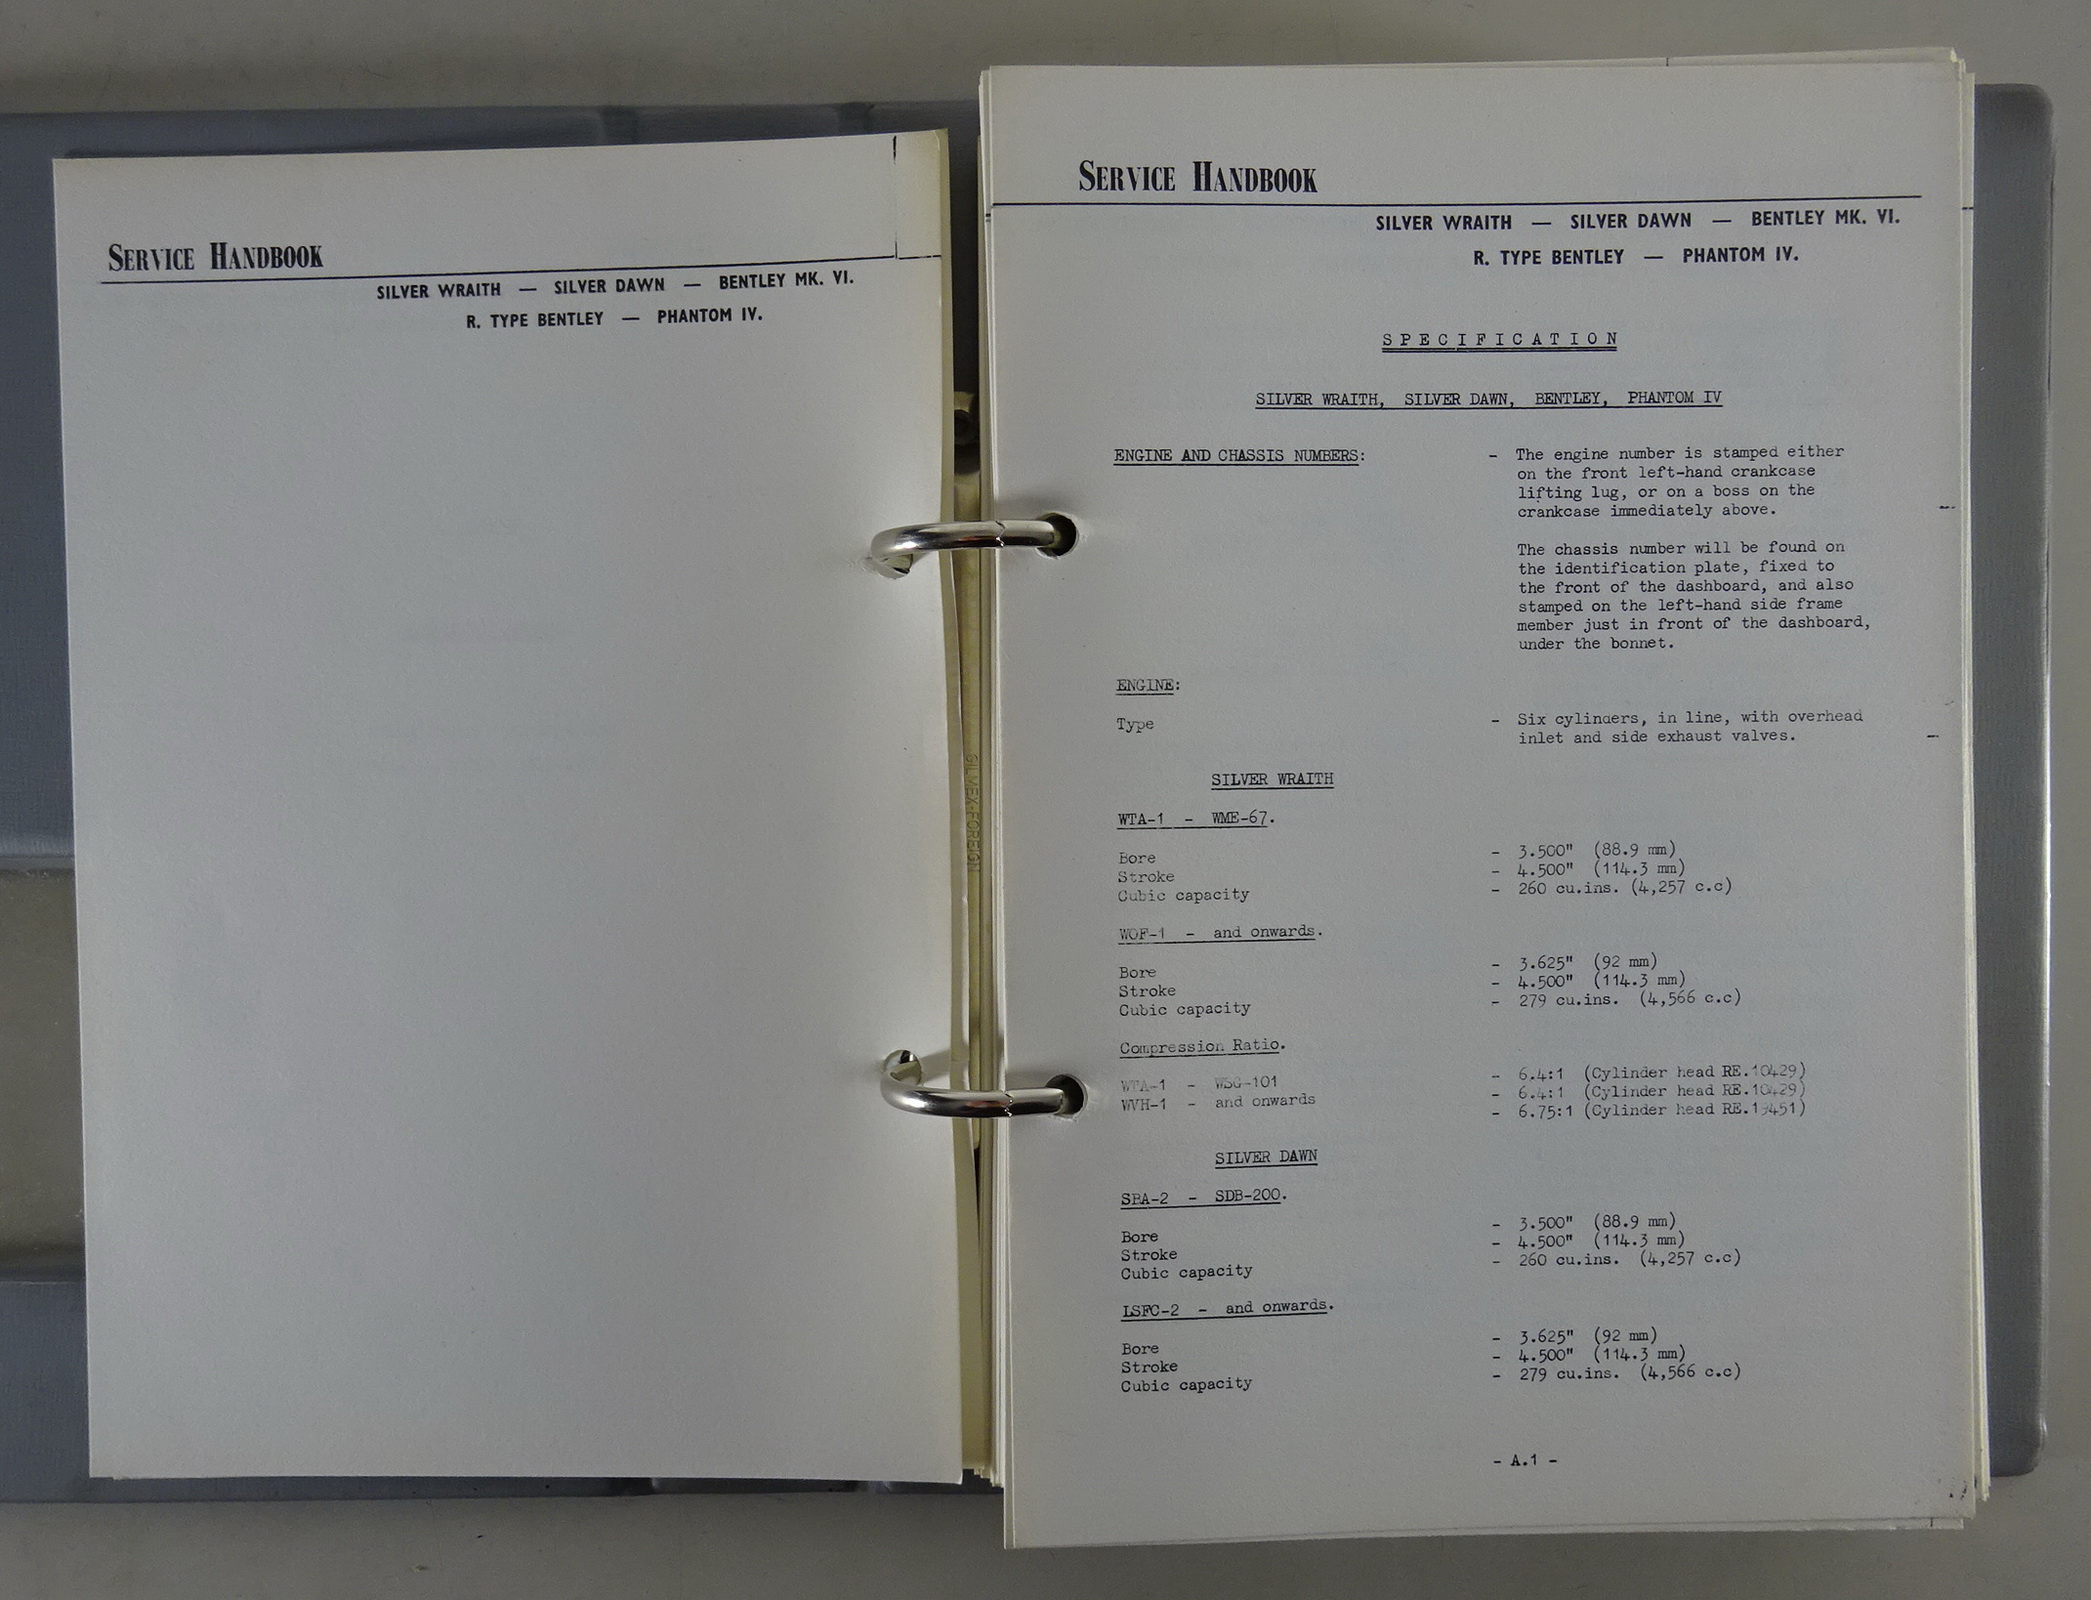 SERVICE HANDBOOK
SILVER WRAITH — SILVER DAWN — BENTLEY MK. VI.
R. TYPE BENTLEY — PHANTOM IV.
GILMEX-FOREIGN
SERVICE HANDBOOK
SILVER WRAITH — SILVER DAWN — BENTLEY MK. VI.
R. TYPE BENTLEY — PHANTOM IV.
SPECIFICATION
SILVER WRAITH, SILVER DAWN, BENTLEY, PHANTOM IV
ENGINE AND CHASSIS NUMBERS: - The engine number is stamped either
on the front left-hand crankcase
lifting lug, or on a boss on the
crankcase immediately above.
The chassis number will be found on
the identification plate, fixed to
the front of the dashboard, and also
stamped on the left-hand side frame
member just in front of the dashboard,
under the bonnet.
ENGINE:
Type - Six cylinders, in line, with overhead
inlet and side exhaust valves.
SILVER WRAITH
WTA-1 - WME-67.
Bore - 3.500" (88.9 mm)
Stroke - 4.500" (114.3 mm)
Cubic capacity - 260 cu.ins. (4,257 c.c)
WOF-1 - and onwards.
Bore - 3.625" (92 mm)
Stroke - 4.500" (114.3 mm)
Cubic capacity - 279 cu.ins. (4,566 c.c)
Compression Ratio.
- 6.4:1 (Cylinder head RE.10429)
WTA-1 - WSG-101 - 6.4:1 (Cylinder head RE.10429)
WVH-1 - and onwards - 6.75:1 (Cylinder head
SILVER DAWN
SBA-2 - SDB-200.
Bore - 3.500" (88.9 mm)
Stroke - 4.500" (114.3 mm)
Cubic capacity - 260 cu.ins. (4,257 c.c)
LSFC-2 - and onwards.
Bore - 3.625" (92 mm)
Stroke - 4.500" (114.3 mm)
Cubic capacity - 279 cu.ins. (4,566 c.c)
- A.1 -